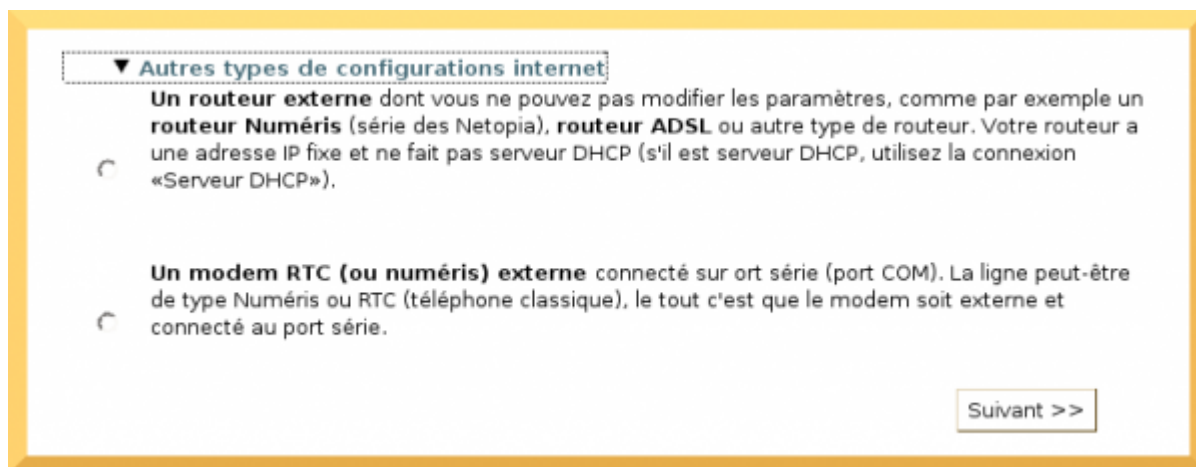 ▼ Autres types de configurations internet
Un routeur externe dont vous ne pouvez pas modifier les paramètres, comme par exemple un
routeur Numéris (série des Netopia), routeur ADSL ou autre type de routeur. Votre routeur a
une adresse IP fixe et ne fait pas serveur DHCP (s'il est serveur DHCP, utilisez la connexion
«Serveur DHCP»).
Un modem RTC (ou numéris) externe connecté sur ort série (port COM). La ligne peut-être
de type Numéris ou RTC (téléphone classique), le tout c'est que le modem soit externe et
connecté au port série.
Suivant >>